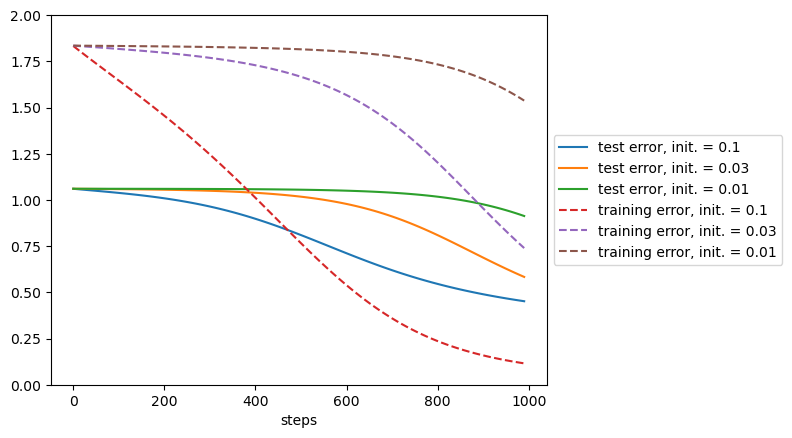 2.00
1.75
1.50
1.25
1.00
0.75
0.50
0.25
0.00
0
200
400
600
800
1000
steps
test error, init. = 0.1
test error, init. = 0.03
test error, init. = 0.01
training error, init. = 0.1
training error, init. = 0.03
training error, init. = 0.01